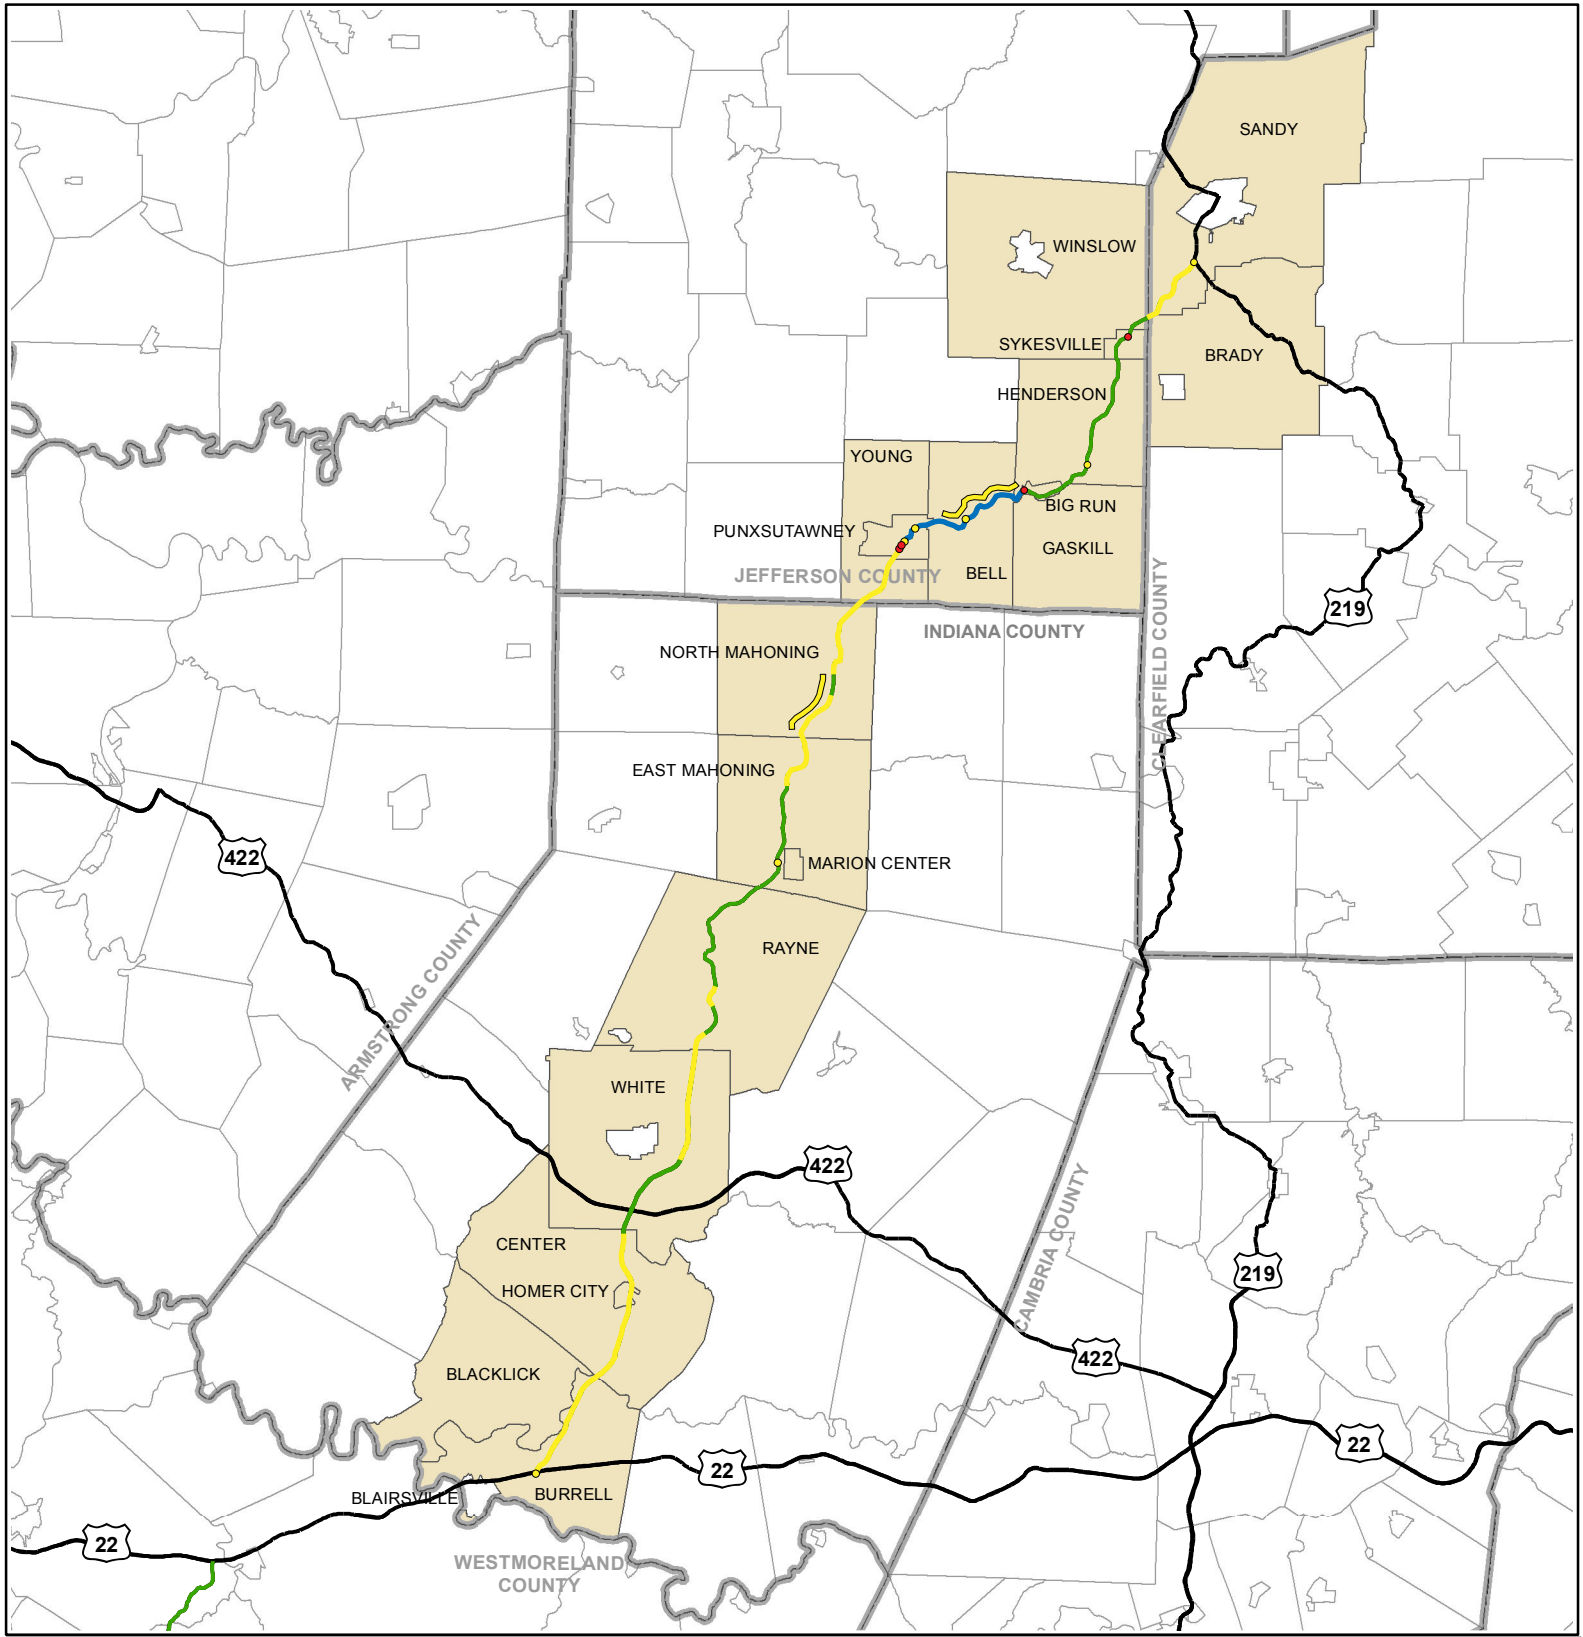 SANDY
WINSLOW
SYKESVILLE
BRADY
HENDERSON
YOUNG
BIG RUN
PUNXSUTAWNEY
GASKILL
BELL
JEFFERSON COUNTY
219
INDIANA COUNTY
CLEARFIELD COUNTY
NORTH MAHONING
EAST MAHONING
422
MARION CENTER
RAYNE
ARMSTRONG COUNTY
WHITE
422
CENTER
CAMBRIA COUNTY
219
HOMER CITY
422
BLACKLICK
22
22
BLAIRSVILLE
BURRELL
22
WESTMORELAND
COUNTY